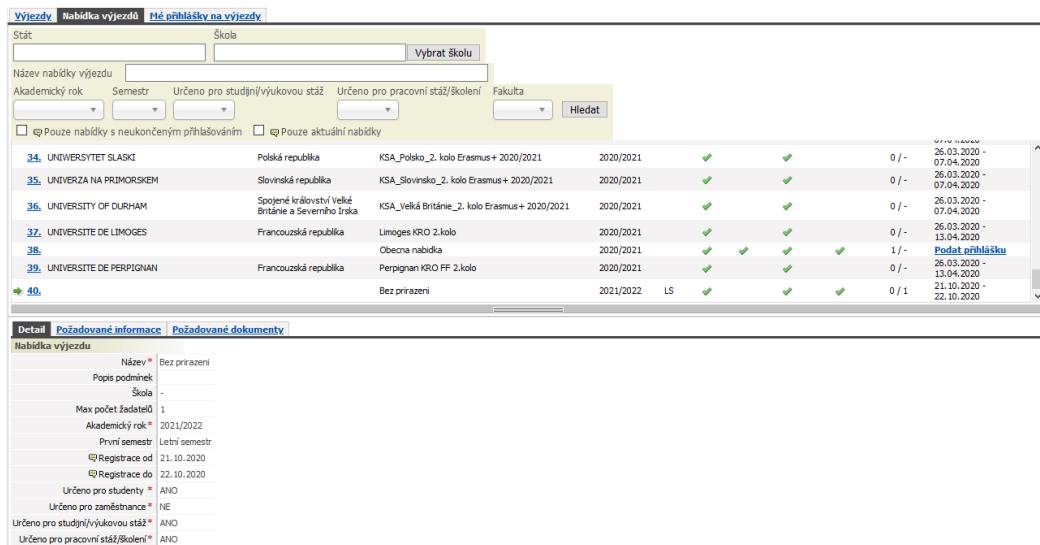 Výjezdy Nabídka výjezdů Mé přihlášky na výjezdy
Stát Škola
Vybrat školu
Název nabídky výjezdu
Akademický rok Semestr Určeno pro studijní/výukovou stáž Určeno pro pracovní stáž/školení Fakulta
Hledat
Pouze nabídky s neukončeným přihlašováním Pouze aktuální nabídky
07.04.2020
34. UNIWERSYTET SLASKI Polská republika KSA_Polsko_2. kolo Erasmus+ 2020/2021 2020/2021 0 / - 26.03.2020 -
07.04.2020
35. UNIVERZA NA PRIMORSKEM Slovinská republika KSA_Slovinsko_2. kolo Erasmus+ 2020/2021 2020/2021 0 / - 26.03.2020 -
07.04.2020
36. UNIVERSITY OF DURHAM Spojené království Velké
Británie a Severního Irska KSA_Velká Británie_2. kolo Erasmus+ 2020/2021 2020/2021 0 / - 26.03.2020 -
07.04.2020
37. UNIVERSITE DE LIMOGES Francouzská republika Limoges KRO 2.kolo 2020/2021 0 / - 26.03.2020 -
13.04.2020
38. Obecna nabidka 2020/2021 1 / - Podat přihlášku
39. UNIVERSITE DE PERPIGNAN Francouzská republika Perpignan KRO FF 2.kolo 2020/2021 0 / - 26.03.2020 -
13.04.2020
40. Bez prirazeni 2021/2022 LS 0 / 1 21.10.2020 -
22.10.2020
Detail Požadované informace Požadované dokumenty
Nabídka výjezdu
Název * Bez prirazeni
Popis podmínek
Škola -
Max počet žadatelů 1
Akademický rok * 2021/2022
První semestr Letní semestr
Registrace od 21.10.2020
Registrace do 22.10.2020
Určeno pro studenty * ANO
Určeno pro zaměstnance * NE
Určeno pro studijní/výukovou stáž * ANO
Určeno pro pracovní stáž/školení * ANO